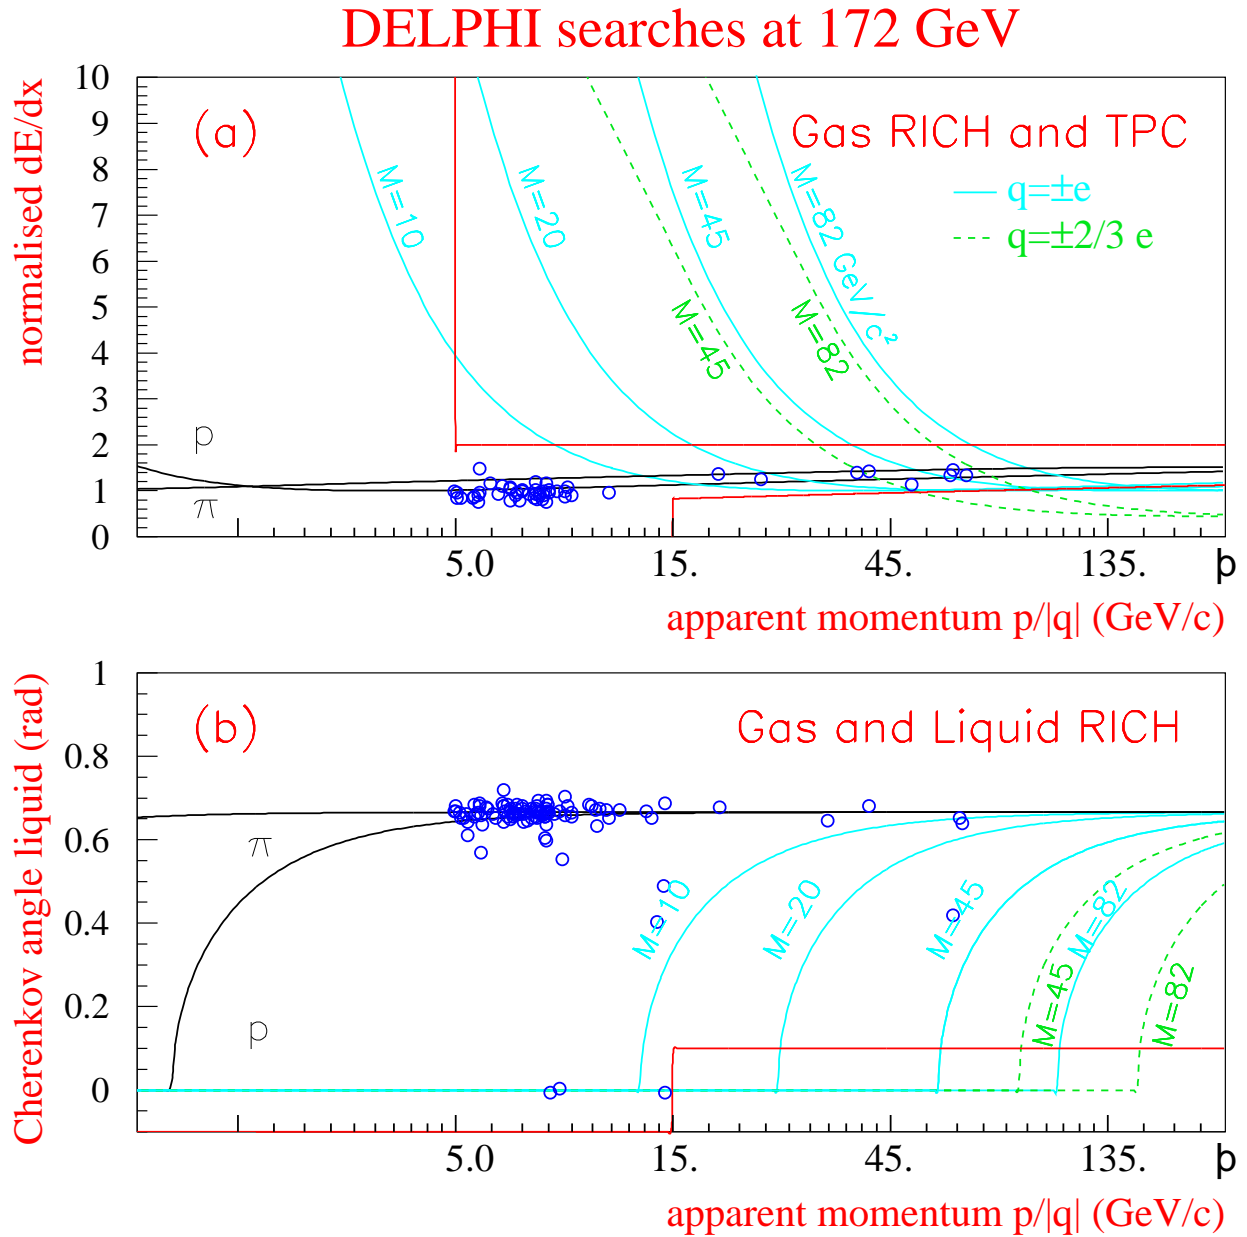 DELPHI searches at 172 GeV
normalised dE/dx
10
9
8
7
6
5
4
3
2
1
0
(a)
Gas RICH and TPC
q=±e
q=±2/3 e
M=10
M=20
M=45
M=82 GeV/c²
M=45
M=82
p
π
5.0 15. 45. 135. p
apparent momentum p/|q| (GeV/c)
Cherenkov angle liquid (rad)
1
0.8
0.6
0.4
0.2
0
(b)
Gas and Liquid RICH
π
p
M=10
M=20
M=45
M=82
M=45
M=82
5.0 15. 45. 135. p
apparent momentum p/|q| (GeV/c)